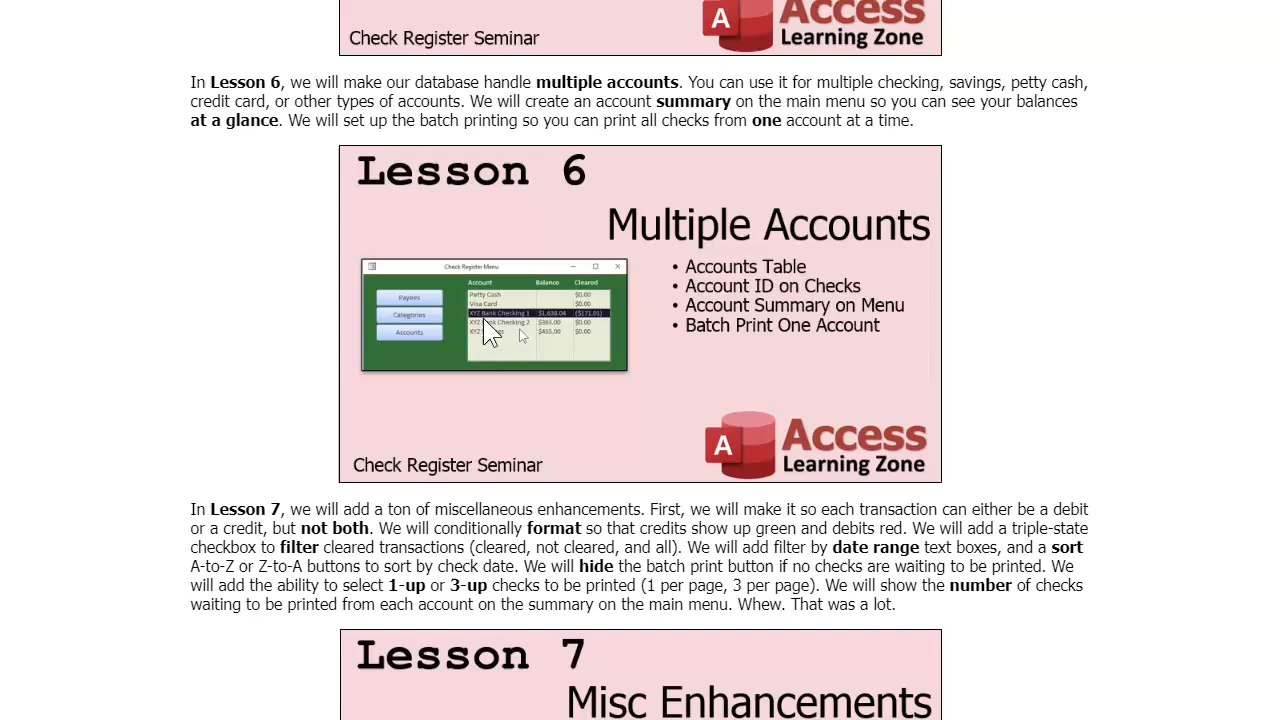 Access
A
Learning Zone
Check Register Seminar
In Lesson 6, we will make our database handle multiple accounts. You can use it for multiple checking, savings, petty cash,
credit card, or other types of accounts. We will create an account summary on the main menu so you can see your balances
at a glance. We will set up the batch printing so you can print all checks from one account at a time.
Lesson 6
Multiple Accounts
• Accounts Table
• Account ID on Checks
• Account Summary on Menu
• Batch Print One Account
Check Register Menu
Account Balance Cleared
Payees
Categories
Accounts
Petty Cash $0.00
Visa Card $0.00
XYZ Bank Checking 1 $1,638.04 ($171.01)
XYZ Bank Checking 2 $363.00 $0.00
XYZ $455.00 $0.00
A
Access
Learning Zone
Check Register Seminar
In Lesson 7, we will add a ton of miscellaneous enhancements. First, we will make it so each transaction can either be a debit
or a credit, but not both. We will conditionally format so that credits show up green and debits red. We will add a triple-state
checkbox to filter cleared transactions (cleared, not cleared, and all). We will add filter by date range text boxes, and a sort
A-to-Z or Z-to-A buttons to sort by check date. We will hide the batch print button if no checks are waiting to be printed. We
will add the ability to select 1-up or 3-up checks to be printed (1 per page, 3 per page). We will show the number of checks
waiting to be printed from each account on the summary on the main menu. Whew. That was a lot.
Lesson 7
Misc Enhancements